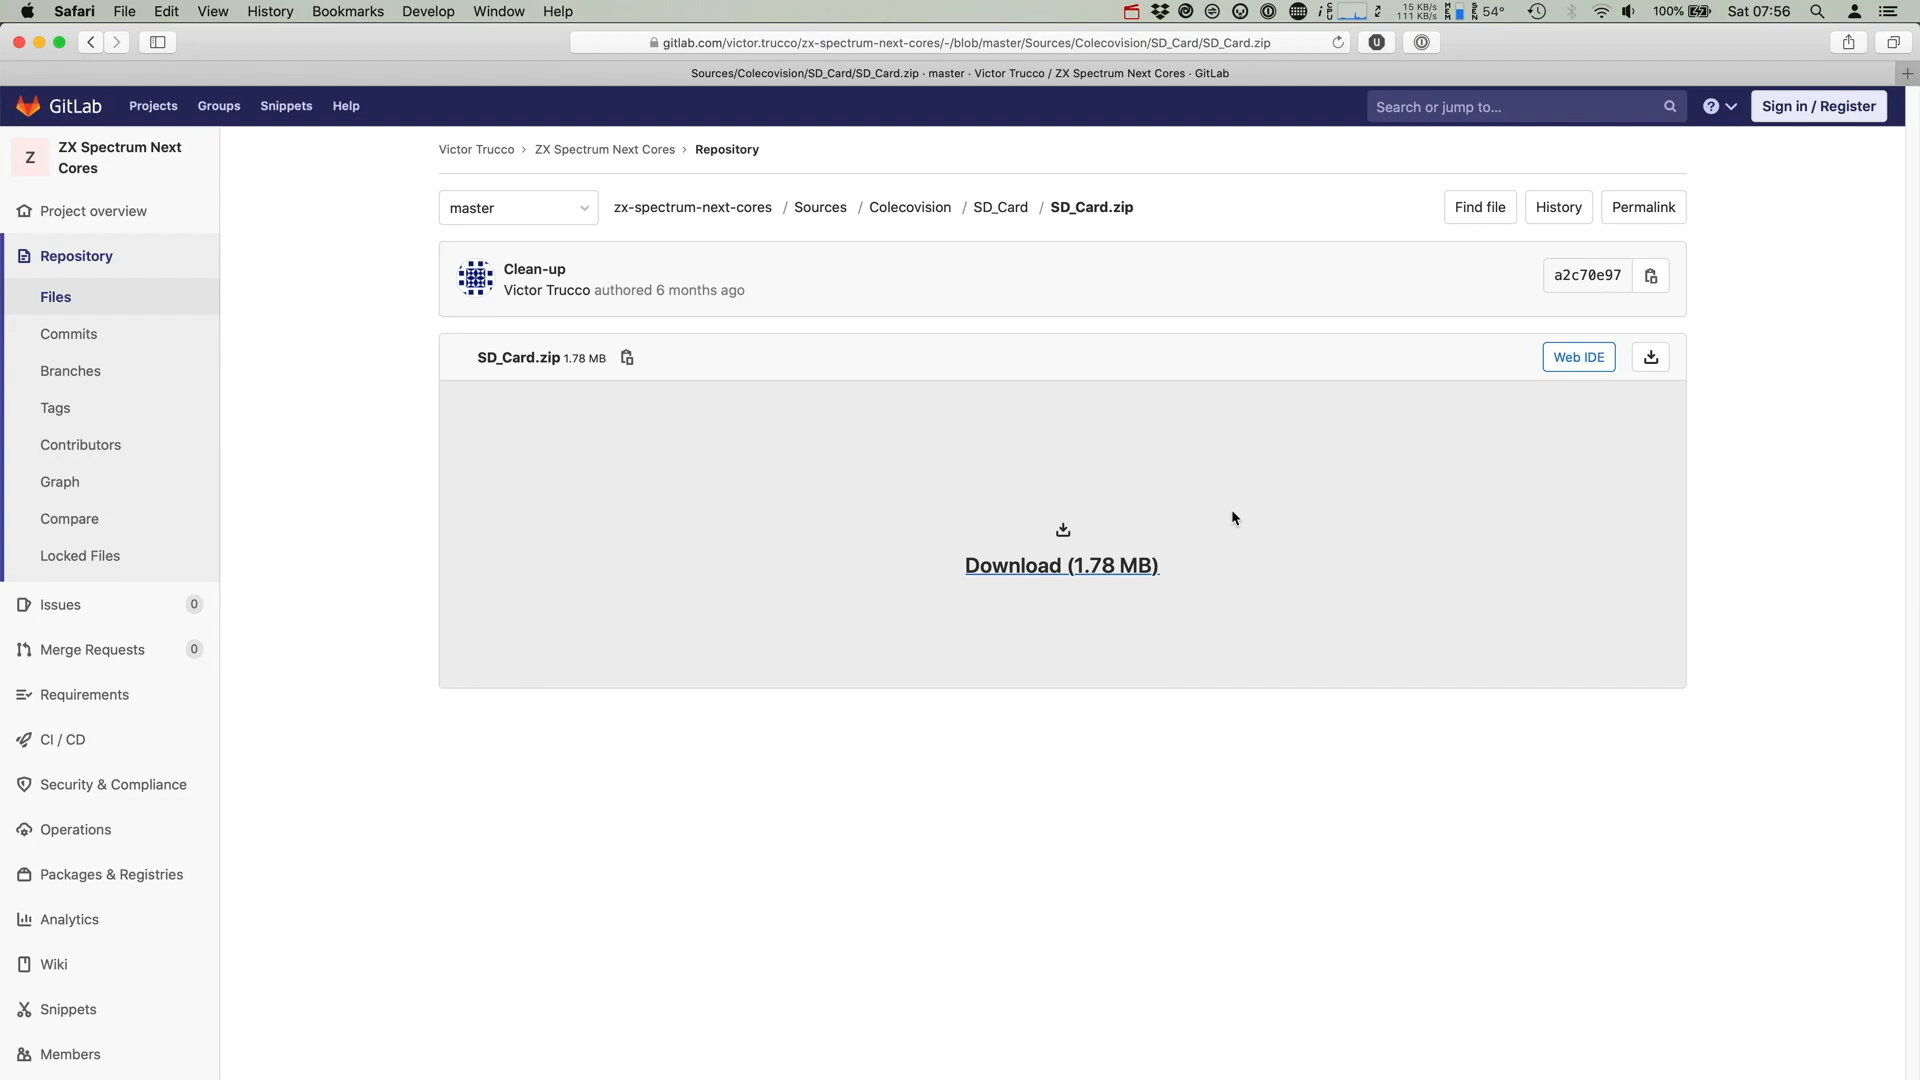 Safari File Edit View History Bookmarks Develop Window Help
15 KB/s
111 KB/s
54°
100%
Sat 07:56
gitlab.com/victor.trucco/zx-spectrum-next-cores/-/blob/master/Sources/Colecovision/SD_Card/SD_Card.zip
Sources/Colecovision/SD_Card/SD_Card.zip · master · Victor Trucco / ZX Spectrum Next Cores · GitLab
GitLab Projects Groups Snippets Help
Search or jump to...
Sign in / Register
Z
ZX Spectrum Next
Cores
Project overview
Repository
Files
Commits
Branches
Tags
Contributors
Graph
Compare
Locked Files
Issues 0
Merge Requests 0
Requirements
CI / CD
Security & Compliance
Operations
Packages & Registries
Analytics
Wiki
Snippets
Members
Victor Trucco › ZX Spectrum Next Cores › Repository
master
zx-spectrum-next-cores / Sources / Colecovision / SD_Card / SD_Card.zip
Find file
History
Permalink
Clean-up
Victor Trucco authored 6 months ago
a2c70e97
SD_Card.zip 1.78 MB
Web IDE
Download (1.78 MB)